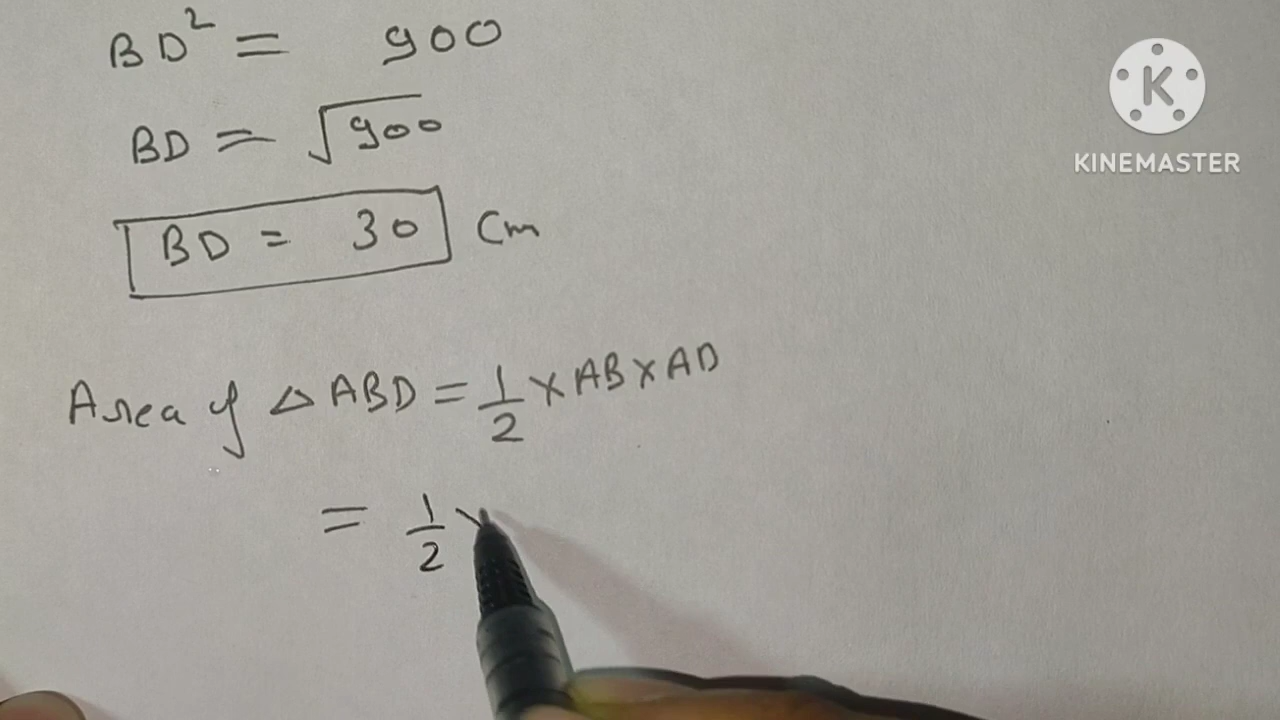 BD² = 900
BD = √900
BD = 30 Cm
Area of △ ABD = 1/2 × AB × AD
= 1/2 ×
K
KINEMASTER